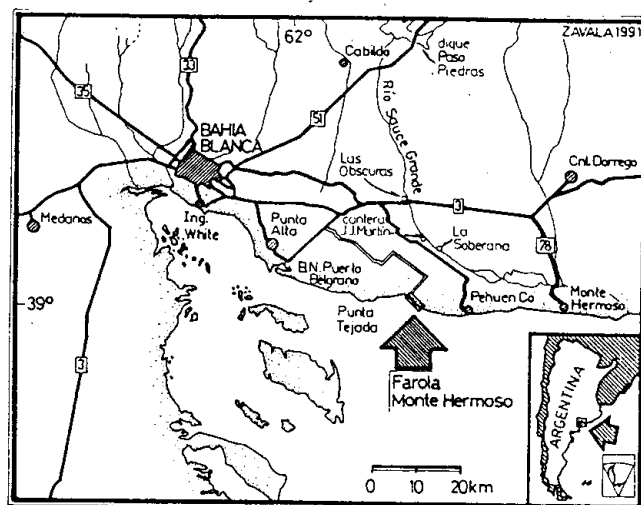 62°
ZAVALA 1991
Cabildo
dique
Paso
Piedras
33
35
51
BAHIA
BLANCA
Río Sauce Grande
Las
Obscuras
Cnl. Dorrego
3
Medanos
Ing.
White
Punta
Alta
cantera
J.J. Martín
La
Soberana
78
B.N. Puerto
Belgrano
39°
Punta
Tejada
Pehuen Co
Monte
Hermoso
3
Farola
Monte Hermoso
ARGENTINA
0 10 20km